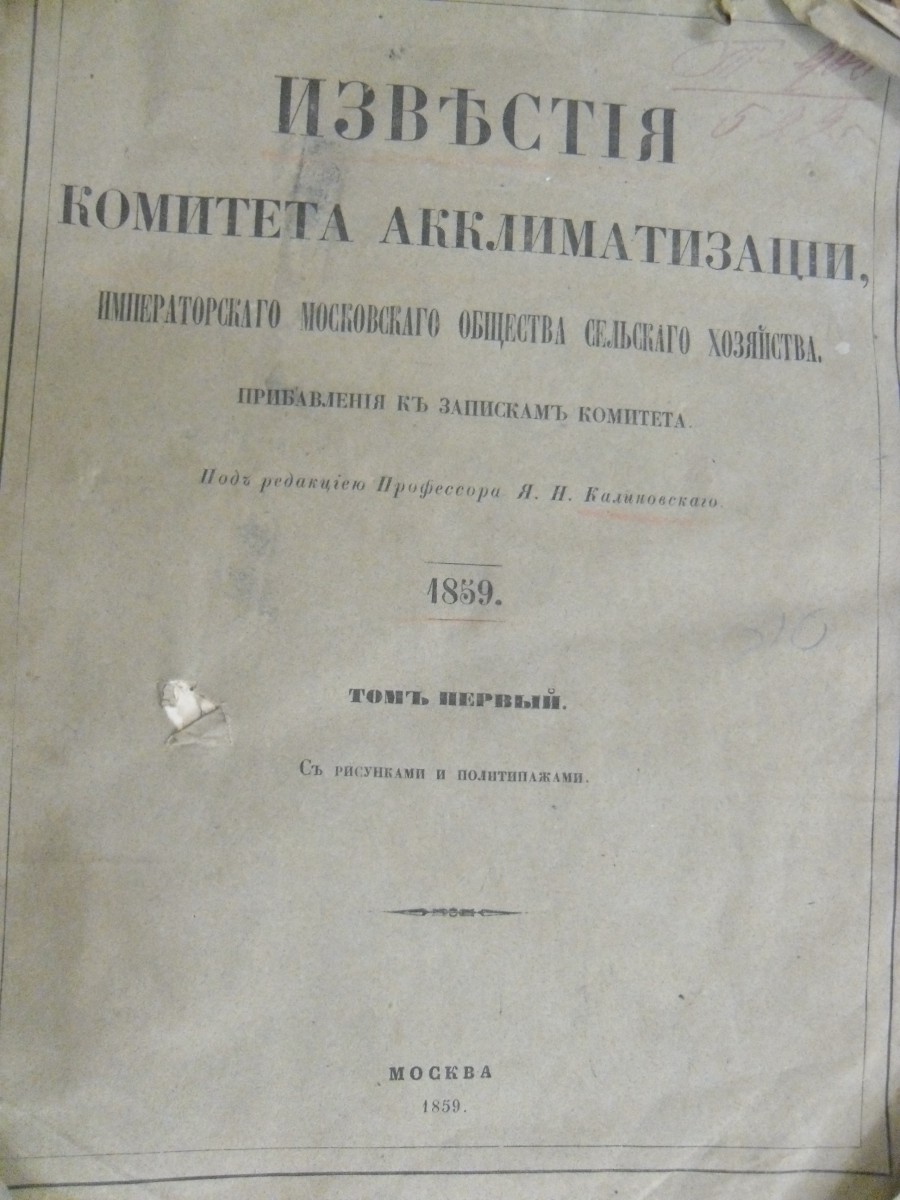 ИЗВѢСТІЯ
КОМИТЕТА АККЛИМАТИЗАЦІИ,
ИМПЕРАТОРСКАГО МОСКОВСКАГО ОБЩЕСТВА СЕЛЬСКАГО ХОЗЯЙСТВА.
ПРИБАВЛЕНІЯ КЪ ЗАПИСКАМЪ КОМИТЕТА.
Подъ редакціею Профессора Я. Н. Калиновскаго.
1859.
ТОМЪ ПЕРВЫЙ.
Съ РИСУНКАМИ И ПОЛИТИПАЖАМИ.
МОСКВА
1859.